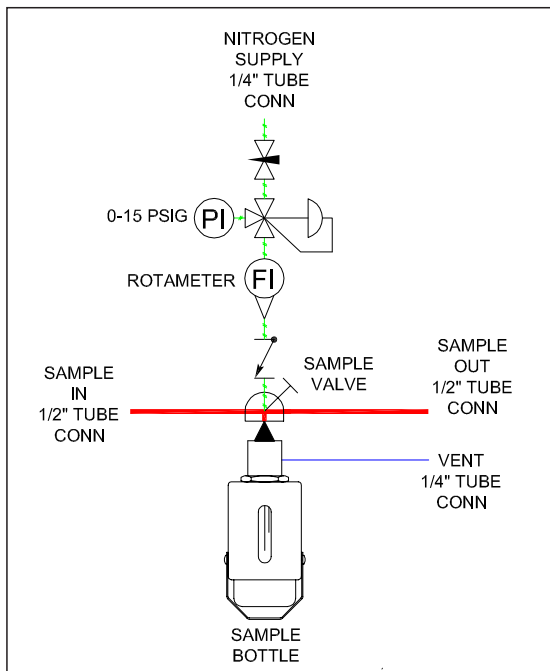 NITROGEN
SUPPLY
1/4" TUBE
CONN
0-15 PSIG
PI
ROTAMETER
FI
SAMPLE
VALVE
SAMPLE
IN
1/2" TUBE
CONN
SAMPLE
OUT
1/2" TUBE
CONN
VENT
1/4" TUBE
CONN
SAMPLE
BOTTLE